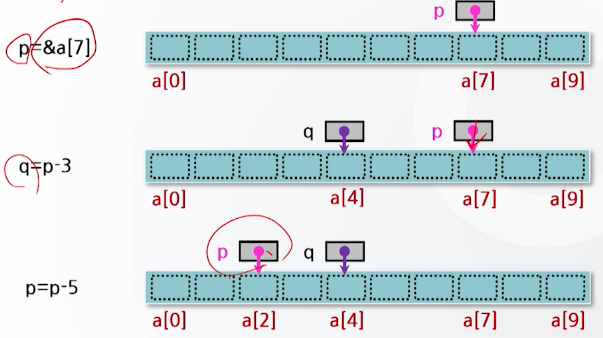 p
p=&a[7]
a[0] a[7] a[9]
q p
q=p-3
a[0] a[4] a[7] a[9]
p q
p=p-5
a[0] a[2] a[4] a[7] a[9]